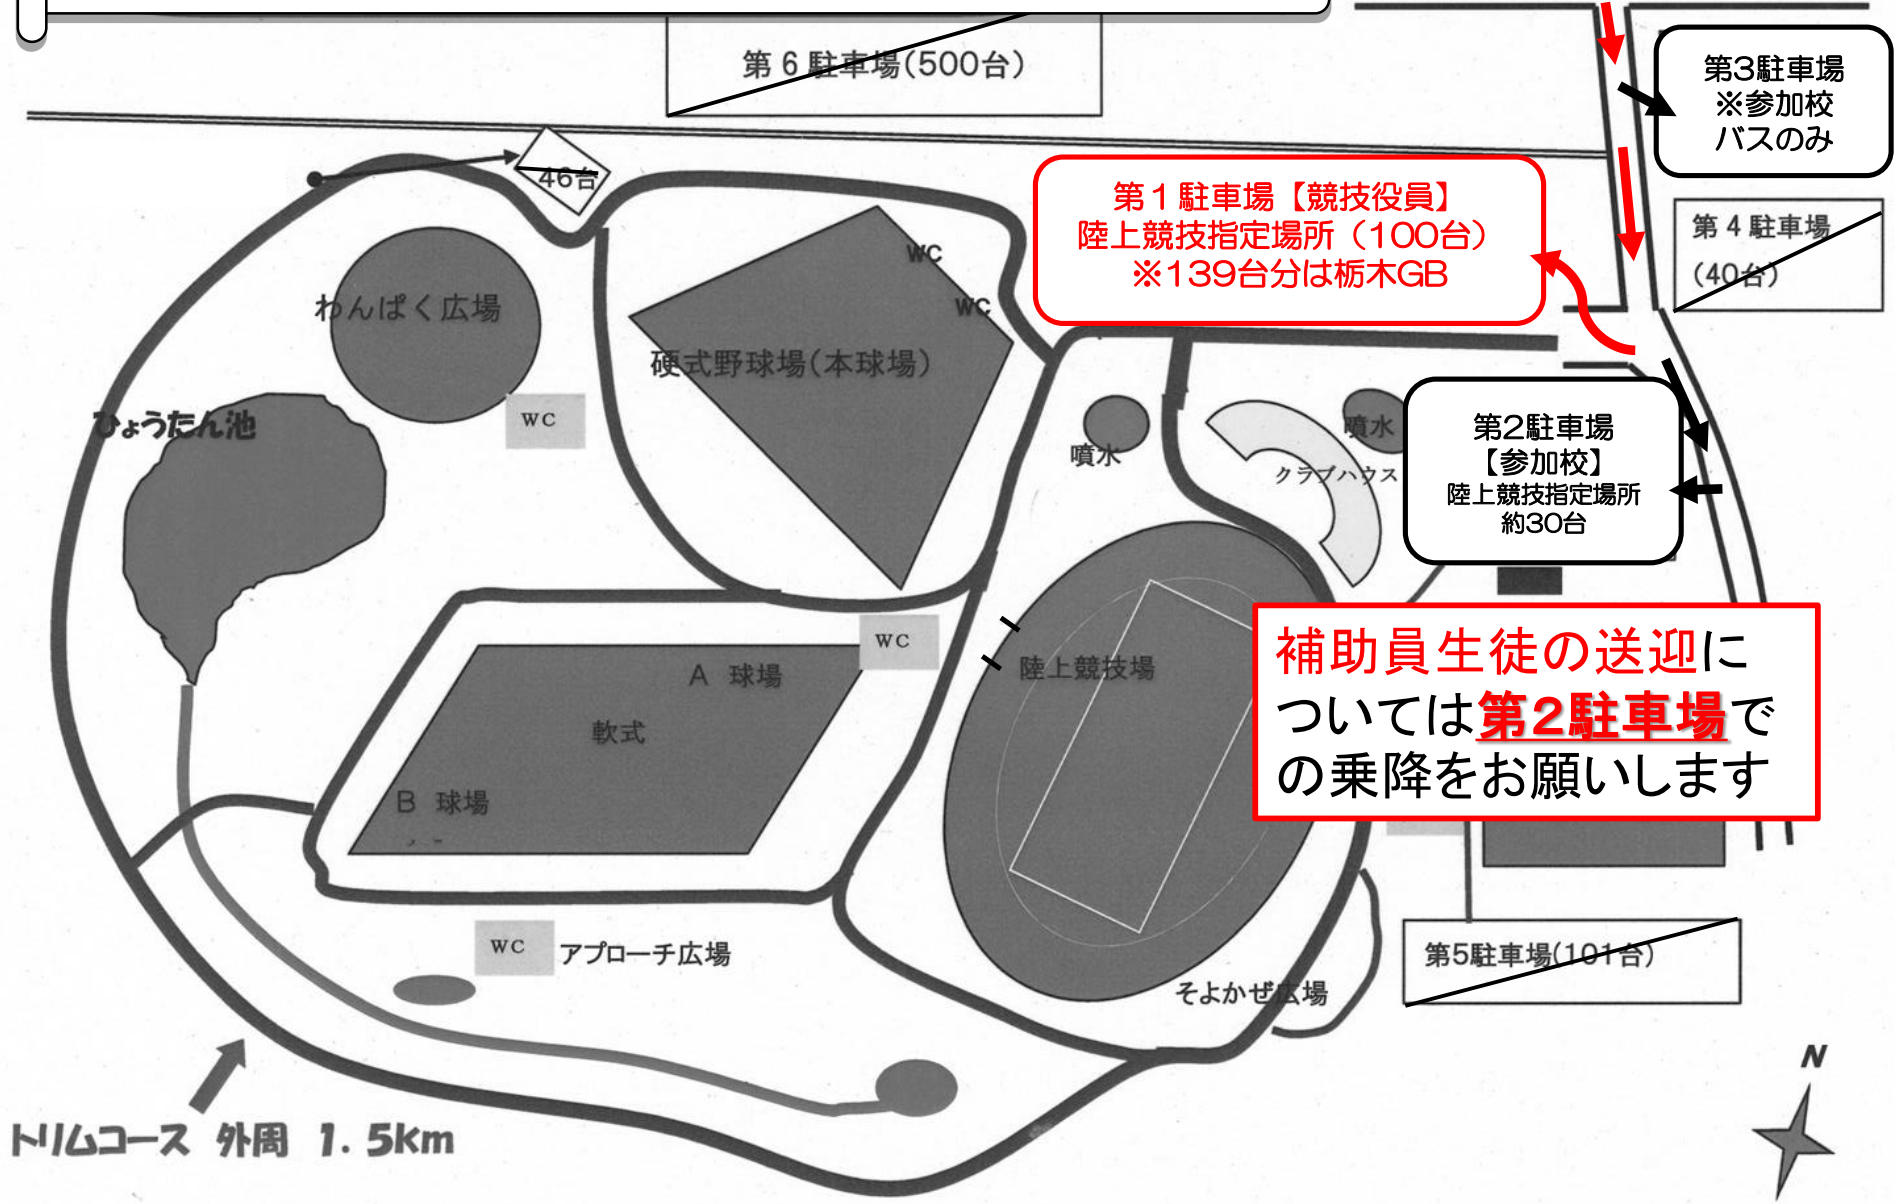 第6駐車場(500台)
第3駐車場
※参加校
バスのみ
46台
第1駐車場【競技役員】
陸上競技指定場所（100台）
※139台分は栃木GB
第4駐車場
(40台)
WC
WC
わんぱく広場
硬式野球場(本球場)
ひょうたん池
WC
噴水
噴水
クラブハウス
第2駐車場
【参加校】
陸上競技指定場所
約30台
WC
A 球場
陸上競技場
軟式
B 球場
補助員生徒の送迎に
ついては第2駐車場で
の乗降をお願いします
WC
アプローチ広場
第5駐車場(101台)
そよかぜ広場
N
トリムコース 外周 1.5km